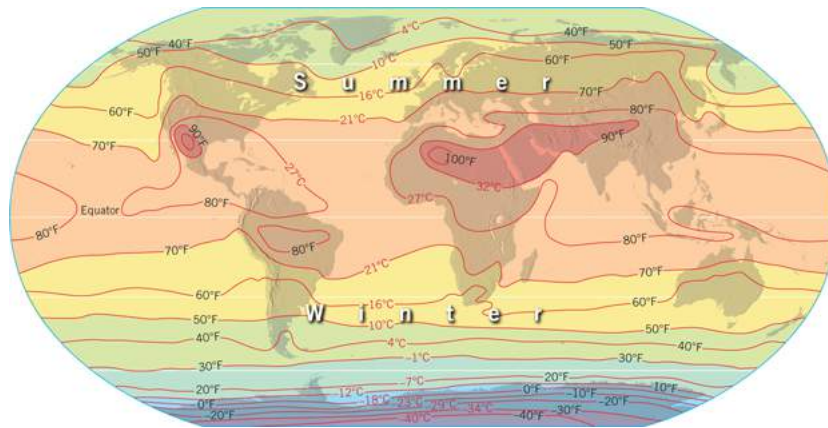 4°C
40°F 40°F
50°F 10°C 50°F
60°F
Summer
16°C
60°F 70°F
21°C 80°F
90°F 90°F
70°F 100°F
27°C 32°C
27°C
Equator 80°F
80°F 80°F 80°F
70°F 21°C 70°F
60°F 16°C 60°F
Winter
50°F 10°C 50°F
40°F 4°C 40°F
30°F -1°C 30°F
20°F -7°C 20°F
-12°C 0°F 10°F
0°F -18°C -10°F
-20°F -23°C -29°C -20°F
-34°C -30°F
-40°C -40°F